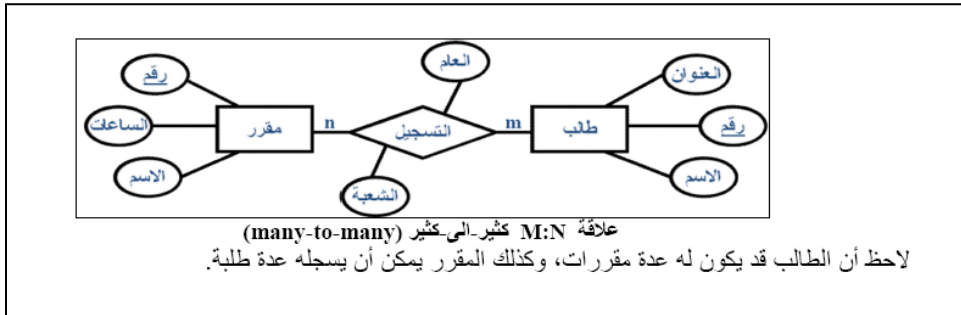 العام
العنوان
رقم
طالب
m
التسجيل
n
مقرر
رقم
الساعات
رقم
الاسم
الشعبة
الاسم
علاقة M:N كثير-الى-كثير (many-to-many)
لاحظ أن الطالب قد يكون له عدة مقررات، وكذلك المقرر يمكن أن يسجله عدة طلبة.